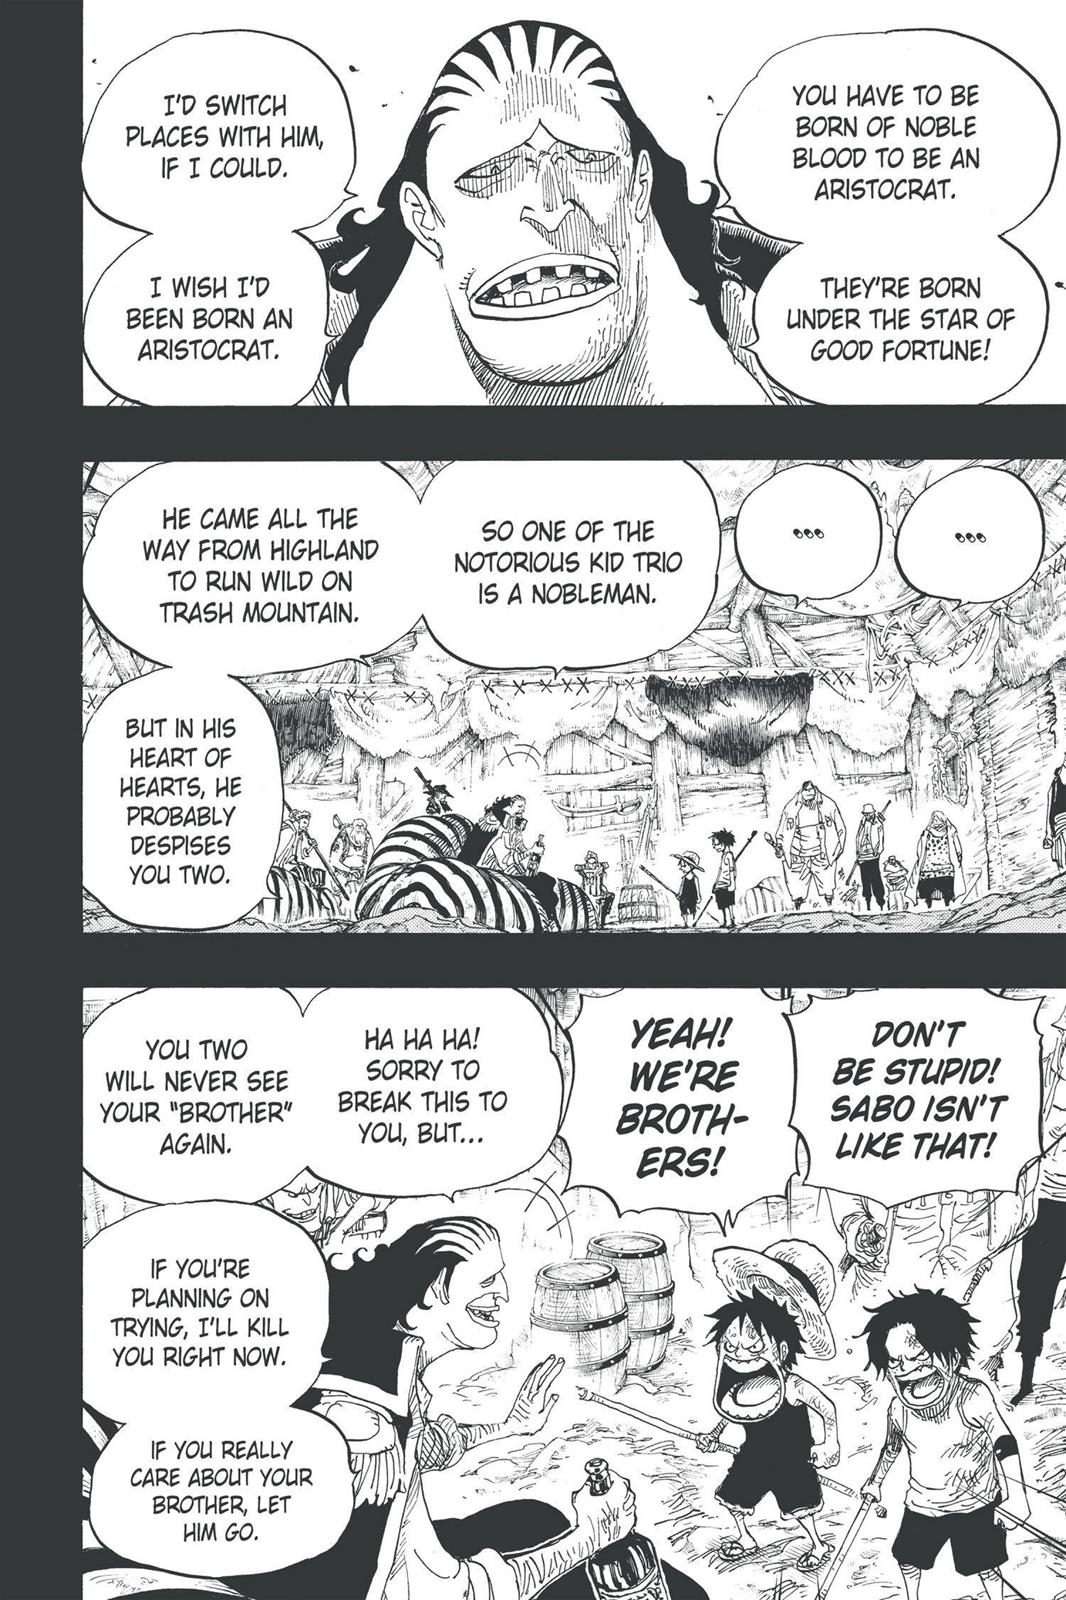 YOU HAVE TO BE
BORN OF NOBLE
BLOOD TO BE AN
ARISTOCRAT.
THEY'RE BORN
UNDER THE STAR OF
GOOD FORTUNE!
I'D SWITCH
PLACES WITH HIM,
IF I COULD.
I WISH I'D
BEEN BORN AN
ARISTOCRAT.
...
...
SO ONE OF THE
NOTORIOUS KID TRIO
IS A NOBLEMAN.
HE CAME ALL THE
WAY FROM HIGHLAND
TO RUN WILD ON
TRASH MOUNTAIN.
BUT IN HIS
HEART OF
HEARTS, HE
PROBABLY
DESPISES
YOU TWO.
DON'T
BE STUPID!
SABO ISN'T
LIKE THAT!
YEAH!
WE'RE
BROTH-
ERS!
HA HA HA!
SORRY TO
BREAK THIS TO
YOU, BUT...
YOU TWO
WILL NEVER SEE
YOUR "BROTHER"
AGAIN.
IF YOU'RE
PLANNING ON
TRYING, I'LL KILL
YOU RIGHT NOW.
IF YOU REALLY
CARE ABOUT YOUR
BROTHER, LET
HIM GO.